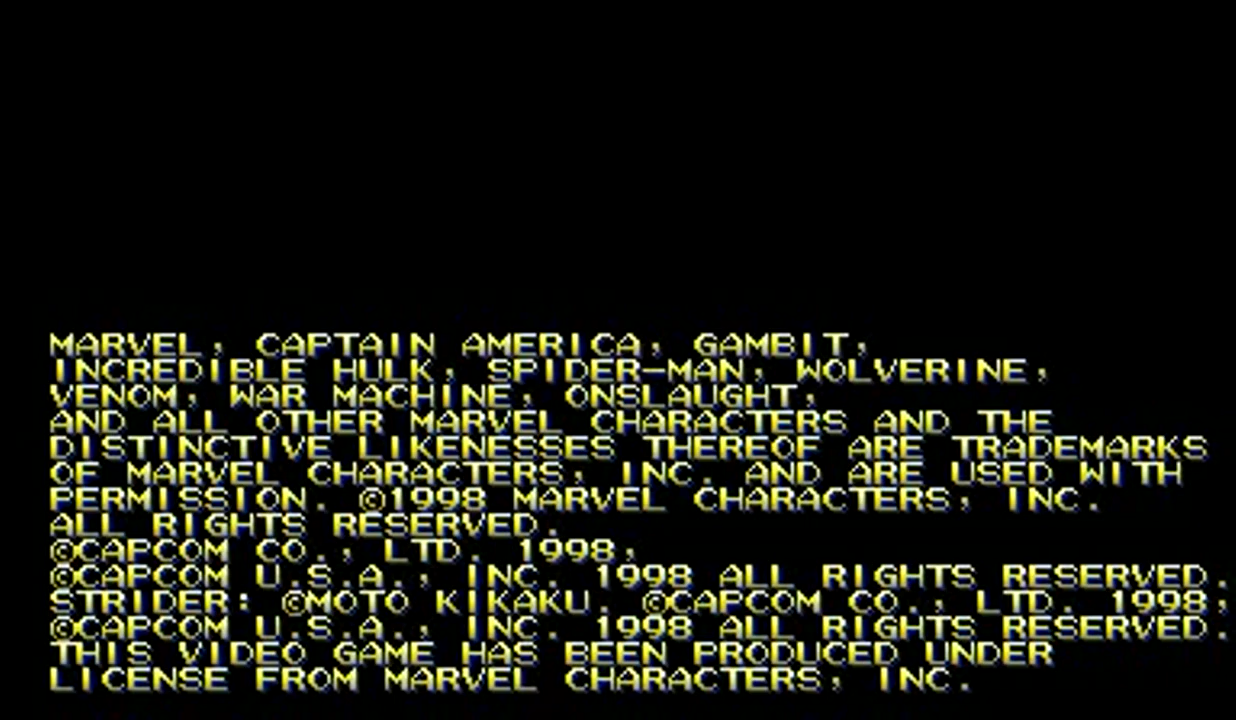 MARVEL, CAPTAIN AMERICA, GAMBIT,
INCREDIBLE HULK, SPIDER-MAN, WOLVERINE,
VENOM, WAR MACHINE, ONSLAUGHT,
AND ALL OTHER MARVEL CHARACTERS AND THE
DISTINCTIVE LIKENESSES THEREOF ARE TRADEMARKS
OF MARVEL CHARACTERS, INC. AND ARE USED WITH
PERMISSION. ©1998 MARVEL CHARACTERS, INC.
ALL RIGHTS RESERVED.
©CAPCOM CO., LTD. 1998,
©CAPCOM U.S.A., INC. 1998 ALL RIGHTS RESERVED.
STRIDER: ©MOTO KIKAKU. ©CAPCOM CO., LTD. 1998,
©CAPCOM U.S.A., INC. 1998 ALL RIGHTS RESERVED.
THIS VIDEO GAME HAS BEEN PRODUCED UNDER
LICENSE FROM MARVEL CHARACTERS, INC.